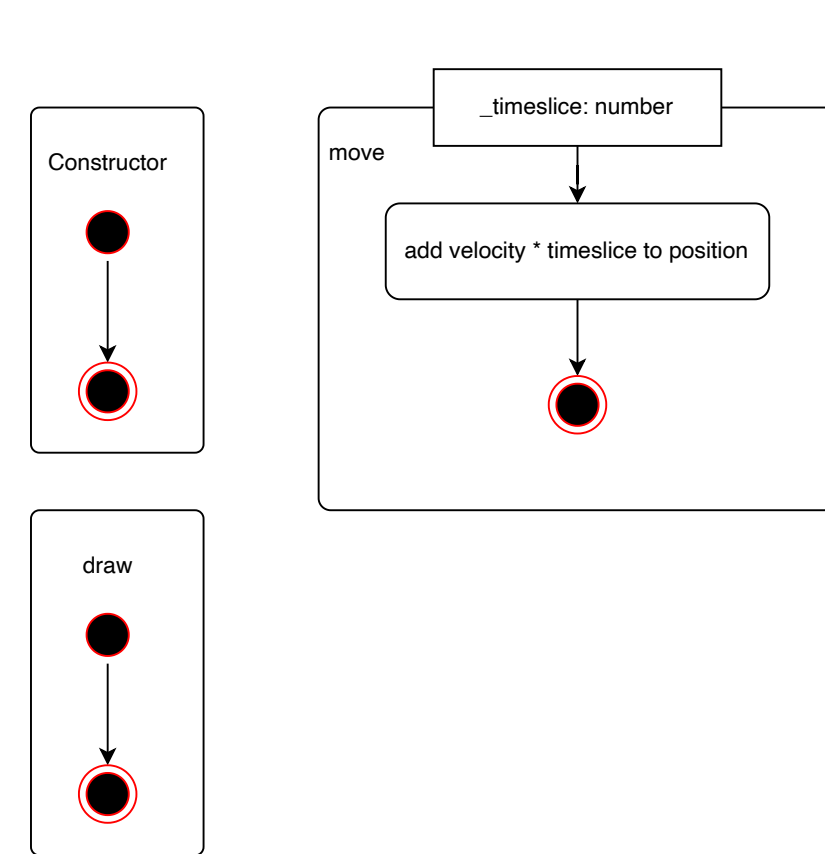 _timeslice: number
Constructor
move
add velocity * timeslice to position
draw